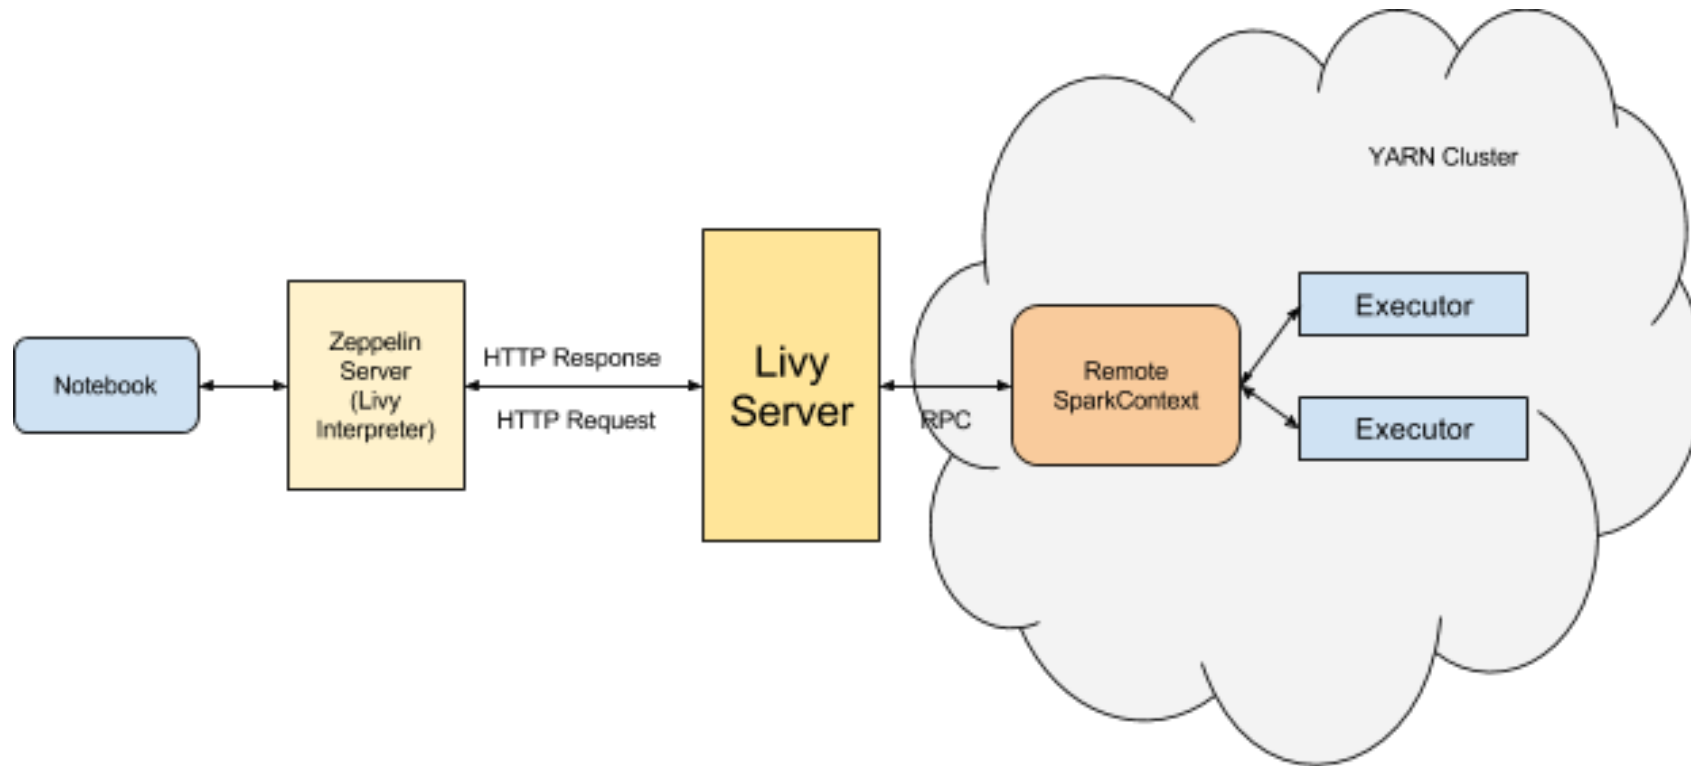 YARN Cluster
Notebook
Zeppelin
Server
(Livy
Interpreter)
HTTP Response
HTTP Request
Livy
Server
RPC
Remote
SparkContext
Executor
Executor